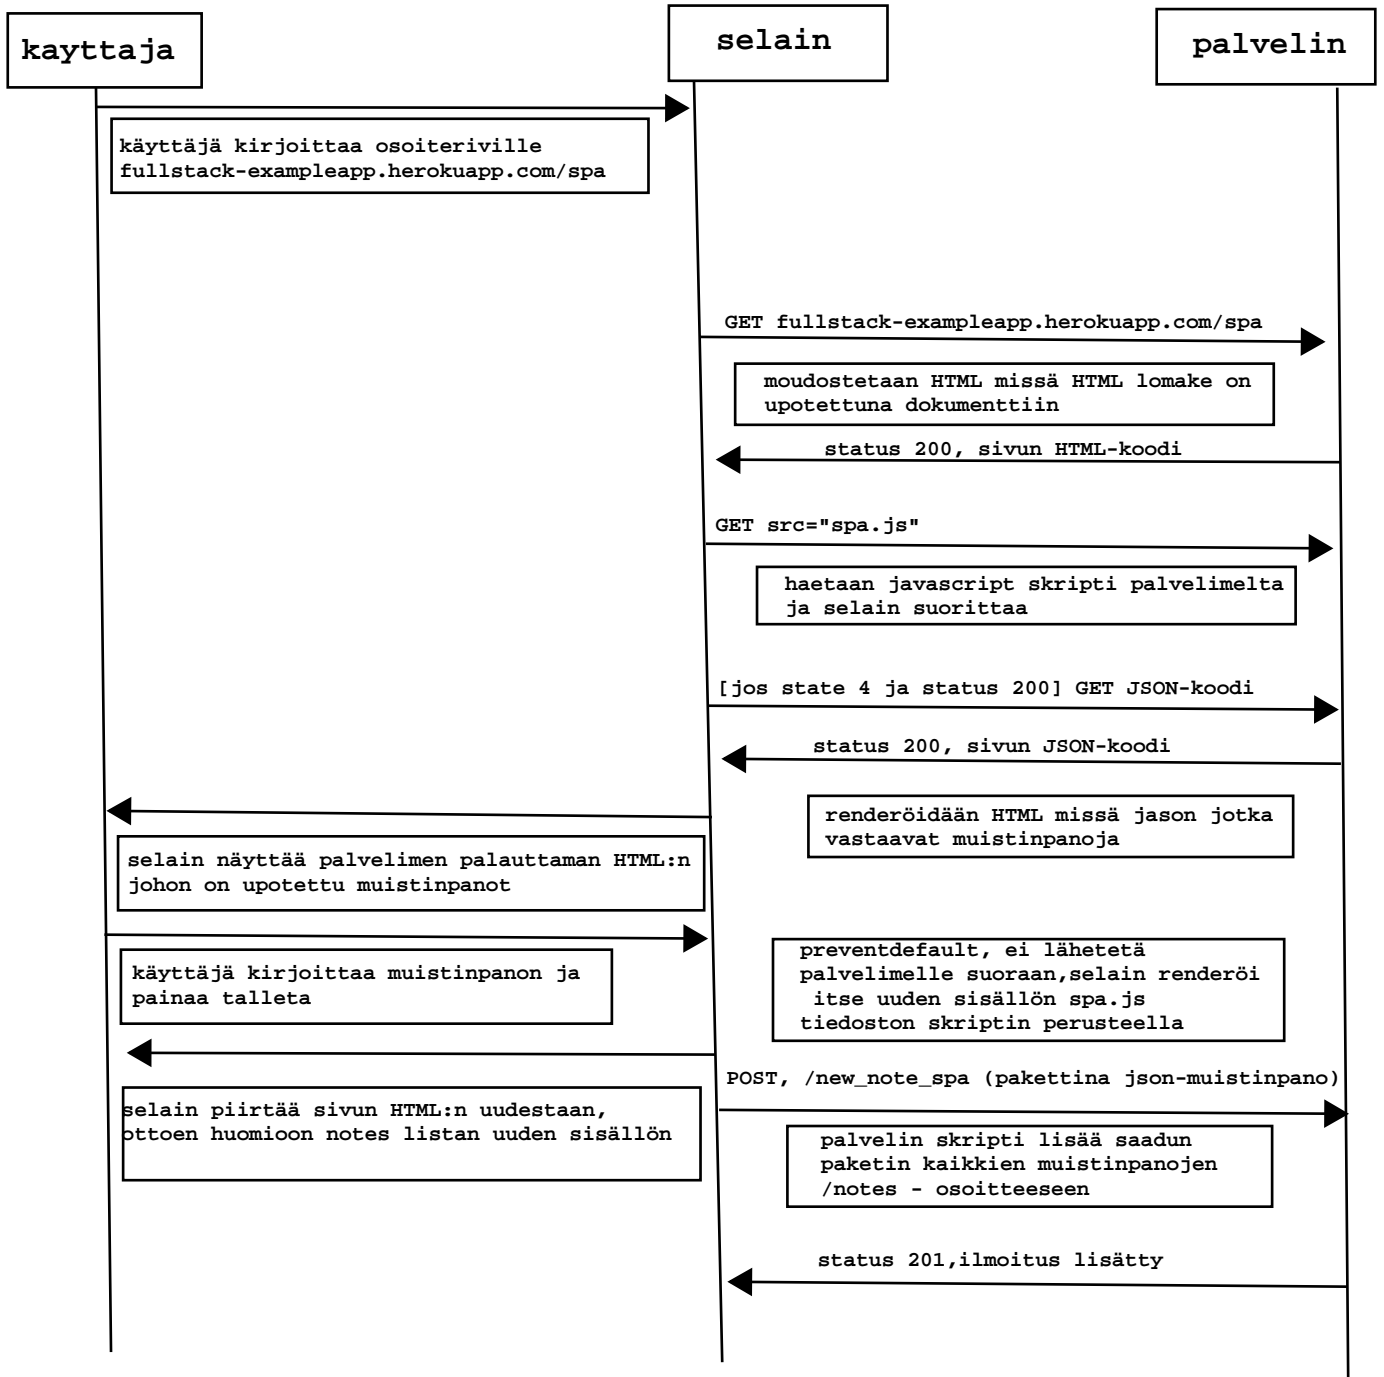 kayttaja
selain
palvelin
käyttäjä kirjoittaa osoiteriville
fullstack-exampleapp.herokuapp.com/spa
GET fullstack-exampleapp.herokuapp.com/spa
moudostetaan HTML missä HTML lomake on
upotettuna dokumenttiin
status 200, sivun HTML-koodi
GET src="spa.js"
haetaan javascript skripti palvelimelta
ja selain suorittaa
[jos state 4 ja status 200] GET JSON-koodi
status 200, sivun JSON-koodi
renderöidään HTML missä jason jotka
vastaavat muistinpanoja
selain näyttää palvelimen palauttaman HTML:n
johon on upotettu muistinpanot
käyttäjä kirjoittaa muistinpanon ja
painaa talleta
preventdefault, ei lähetetä
palvelimelle suoraan,selain renderöi
itse uuden sisällön spa.js
tiedoston skriptin perusteella
selain piirtää sivun HTML:n uudestaan,
ottoen huomioon notes listan uuden sisällön
POST, /new_note_spa (pakettina json-muistinpano)
palvelin skripti lisää saadun
paketin kaikkien muistinpanojen
/notes - osoitteeseen
status 201,ilmoitus lisätty